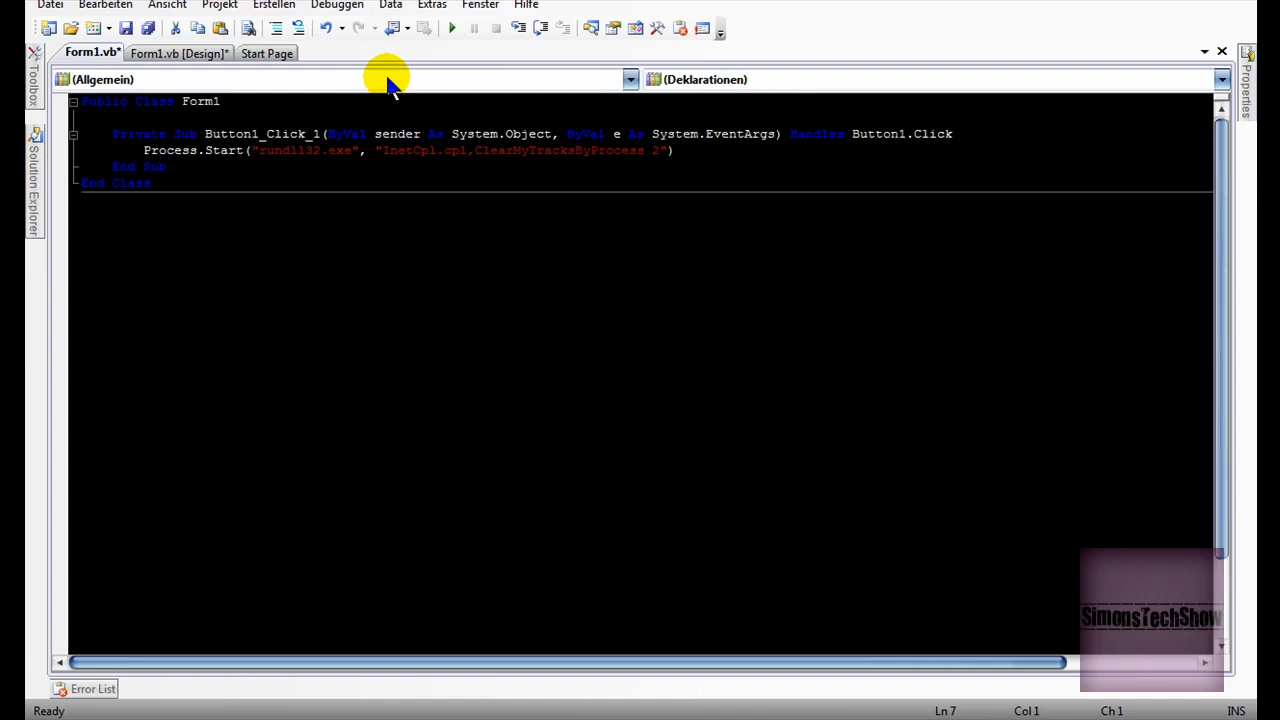 Datei Bearbeiten Ansicht Projekt Erstellen Debuggen Data Extras Fenster Hilfe
Form1.vb* Form1.vb [Design]* Start Page
(Allgemein) (Deklarationen)
Public Class Form1
Private Sub Button1_Click_1(ByVal sender As System.Object, ByVal e As System.EventArgs) Handles Button1.Click
Process.Start("rundll32.exe", "InetCpl.cpl,ClearMyTracksByProcess 2")
End Sub
End Class
Toolbox
Solution Explorer
Properties
SimonsTechShow
Error List
Ready Ln 7 Col 1 Ch 1 INS